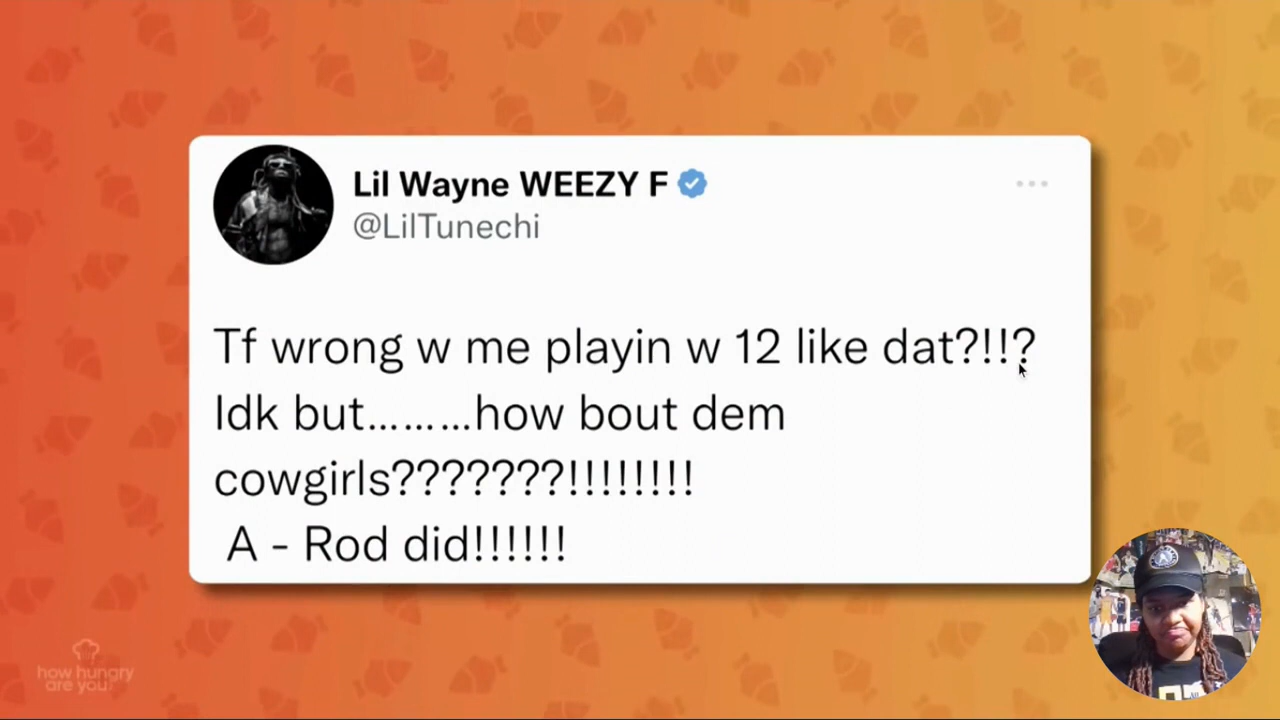 Lil Wayne WEEZY F
@LilTunechi
Tf wrong w me playin w 12 like dat?!!?
Idk but………how bout dem
cowgirls???????!!!!!!!!
A - Rod did!!!!!!
how hungry
are you?